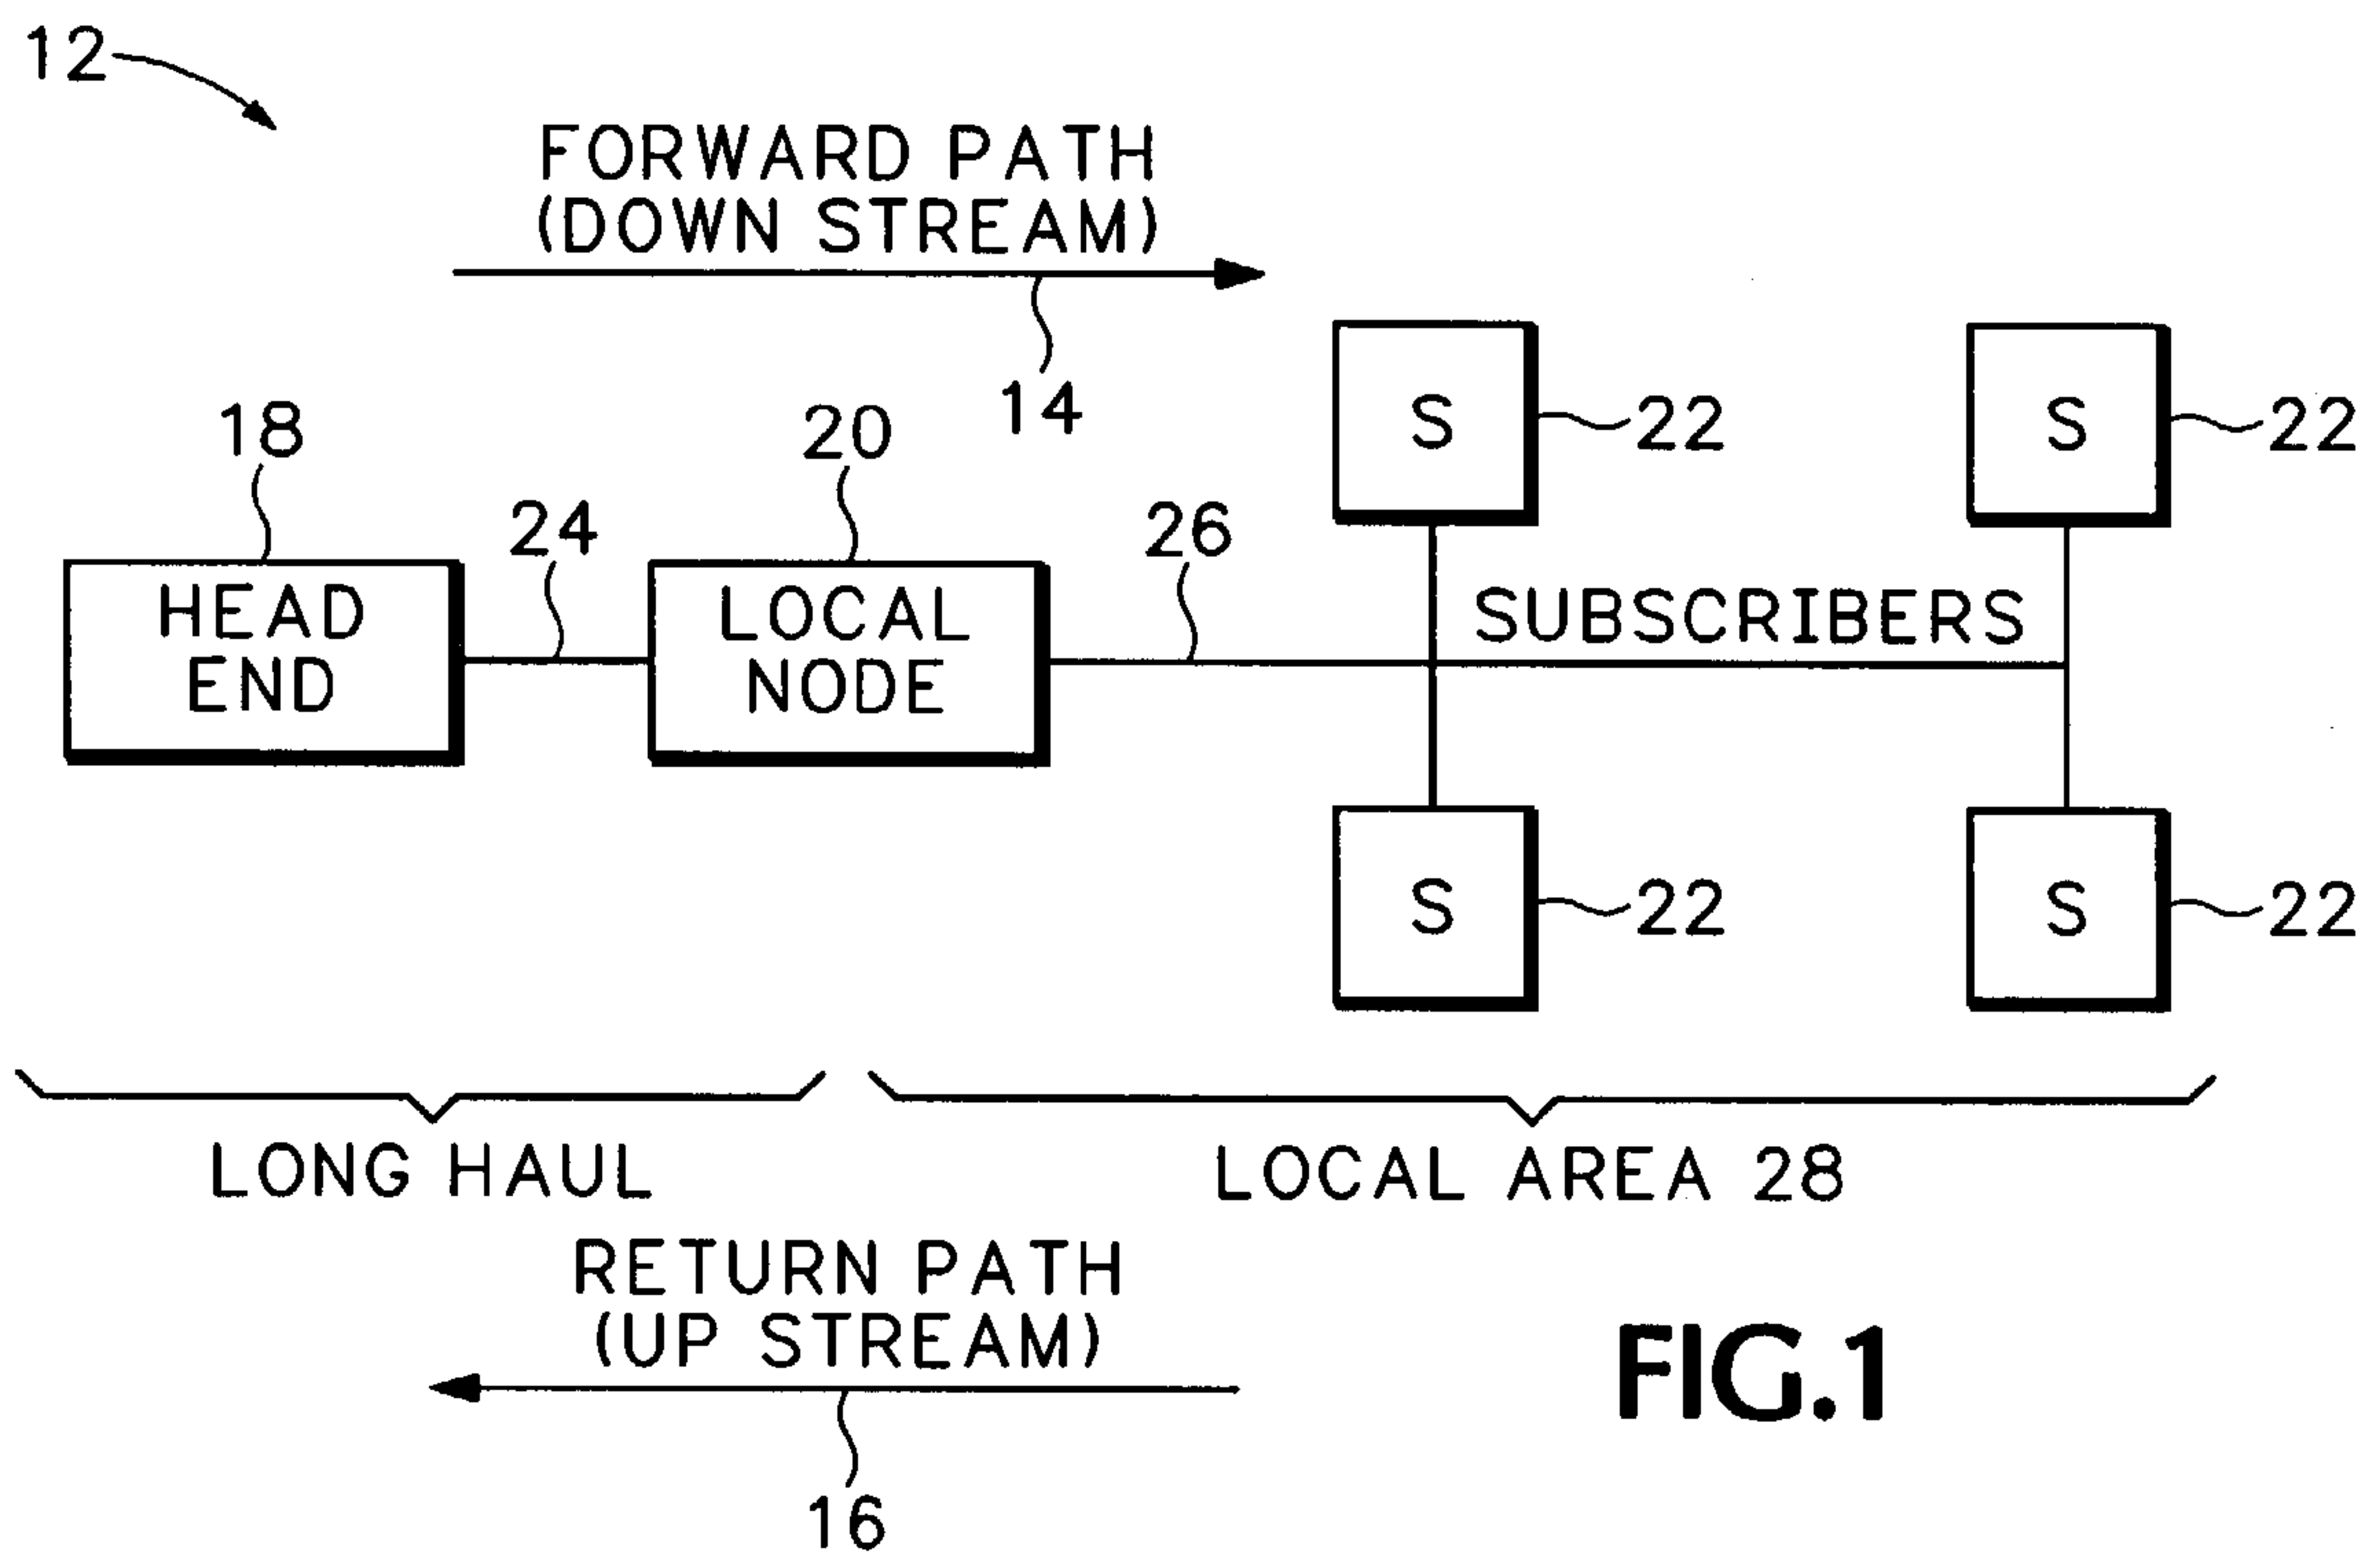 12
FORWARD PATH
(DOWN STREAM)
14
18
20
24
26
HEAD
END
LOCAL
NODE
S
22
S
22
SUBSCRIBERS
S
22
S
22
LONG HAUL
LOCAL AREA 28
RETURN PATH
(UP STREAM)
16
FIG.1